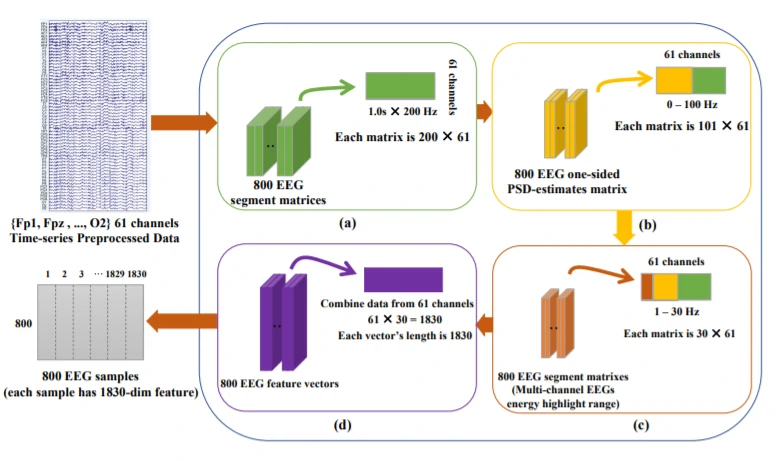 {Fp1, Fpz , ..., O2} 61 channels
Time-series Preprocessed Data
61 channels
1.0s × 200 Hz
Each matrix is 200 × 61
800 EEG
segment matrices
(a)
61 channels
0 – 100 Hz
Each matrix is 101 × 61
800 EEG one-sided
PSD-estimates matrix
(b)
61 channels
1 – 30 Hz
Each matrix is 30 × 61
800 EEG segment matrixes
(Multi-channel EEGs
energy highlight range)
(c)
Combine data from 61 channels
61 × 30 = 1830
Each vector's length is 1830
800 EEG feature vectors
(d)
1 2 3 ... 1829 1830
800
800 EEG samples
(each sample has 1830-dim feature)